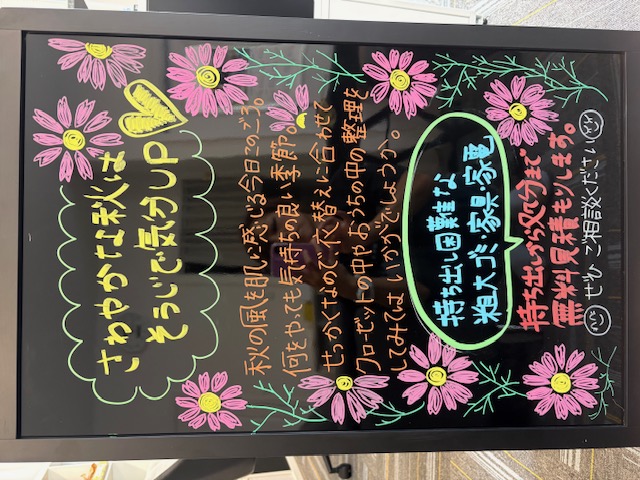 さわやかな秋は
そうじで気分up
秋の風を肌に感じる今日このごろ。
何をやっても気持ちの良い季節。
せっかくなので衣替えに合わせて
クローゼットの中やおうちの中の整理を
してみてはいかがでしょうか。
持ち出し困難な
粗大ゴミ・家具・家電
持ち出しから処分まで
無料見積もりします。
ぜひ ご相談ください